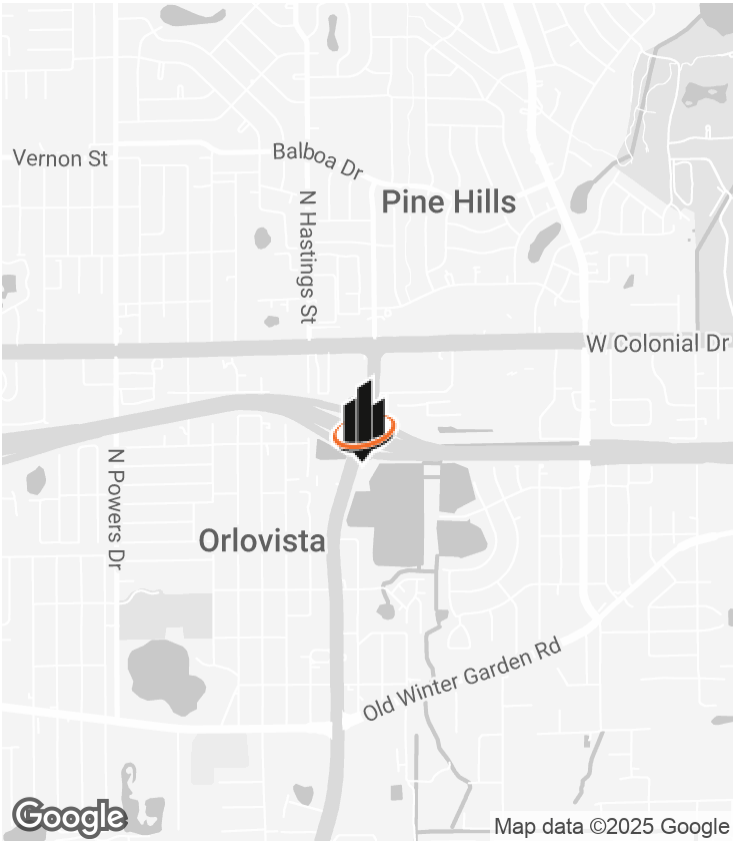 Vernon St
Balboa Dr
Pine Hills
N Hastings St
W Colonial Dr
N Powers Dr
Orlovista
Old Winter Garden Rd
Google
Map data ©2025 Google